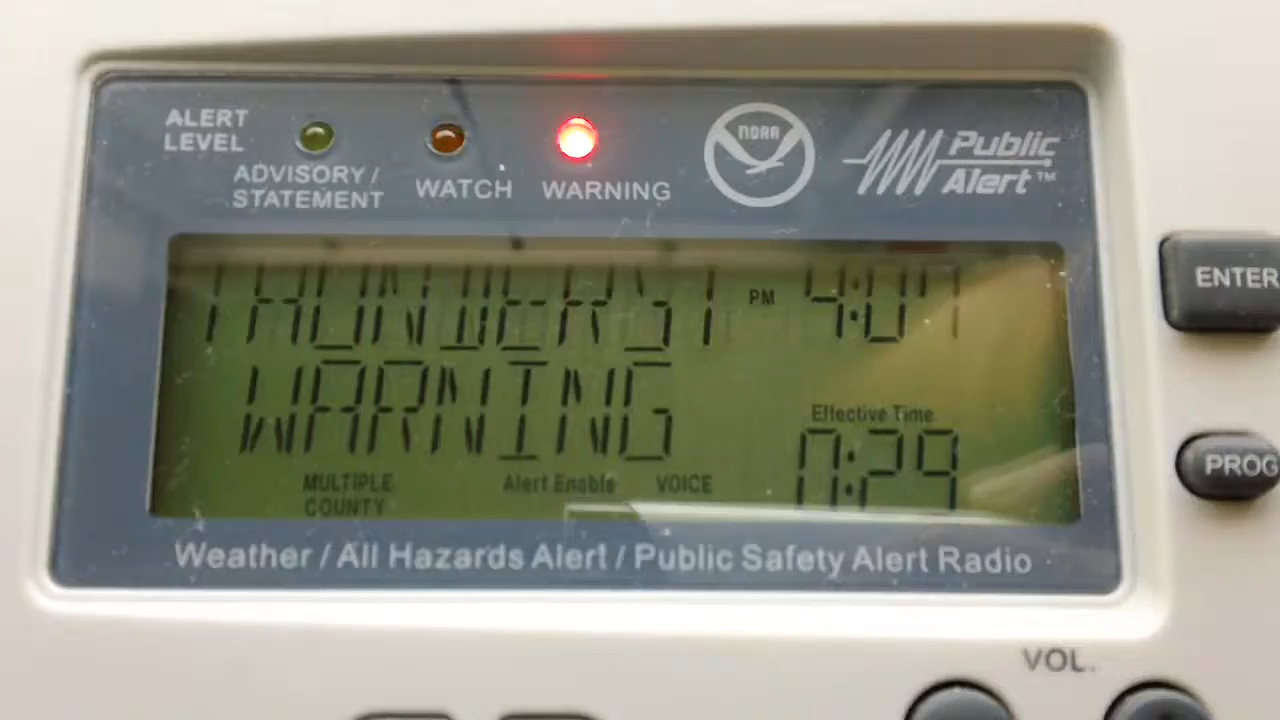 ALERT
LEVEL
ADVISORY /
STATEMENT
WATCH
WARNING
NOAA
Public
Alert™
THUNDERST
PM 4:07
WARNING
Effective Time
0:29
MULTIPLE
COUNTY
Alert Enable
VOICE
Weather / All Hazards Alert / Public Safety Alert Radio
ENTER
PROG
VOL.